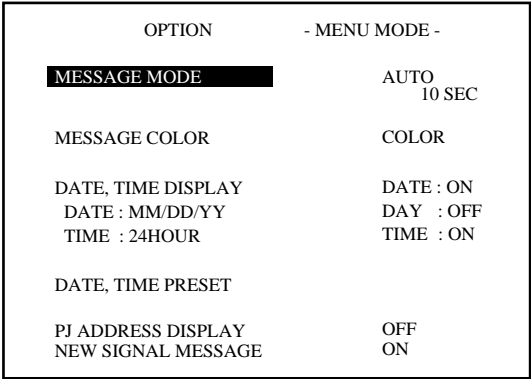 OPTION - MENU MODE -
MESSAGE MODE AUTO
10 SEC
MESSAGE COLOR COLOR
DATE, TIME DISPLAY DATE : ON
DATE : MM/DD/YY DAY : OFF
TIME : 24HOUR TIME : ON
DATE, TIME PRESET
PJ ADDRESS DISPLAY OFF
NEW SIGNAL MESSAGE ON